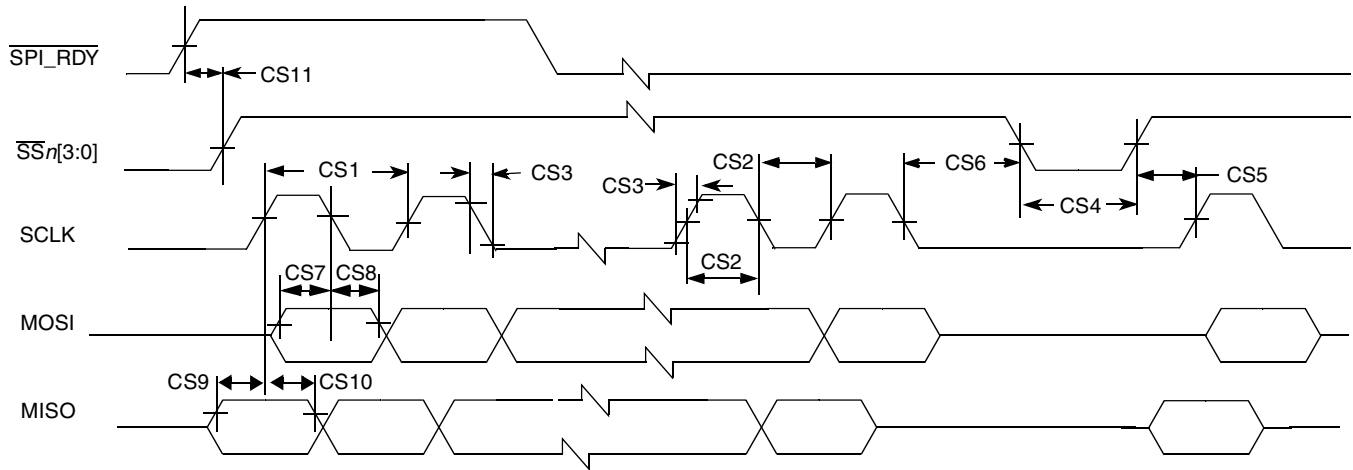 SPI_RDY
CS11
SSn[3:0]
CS1
CS3
CS3
CS2
CS6
CS5
CS4
SCLK
CS2
CS7
CS8
MOSI
CS9
CS10
MISO